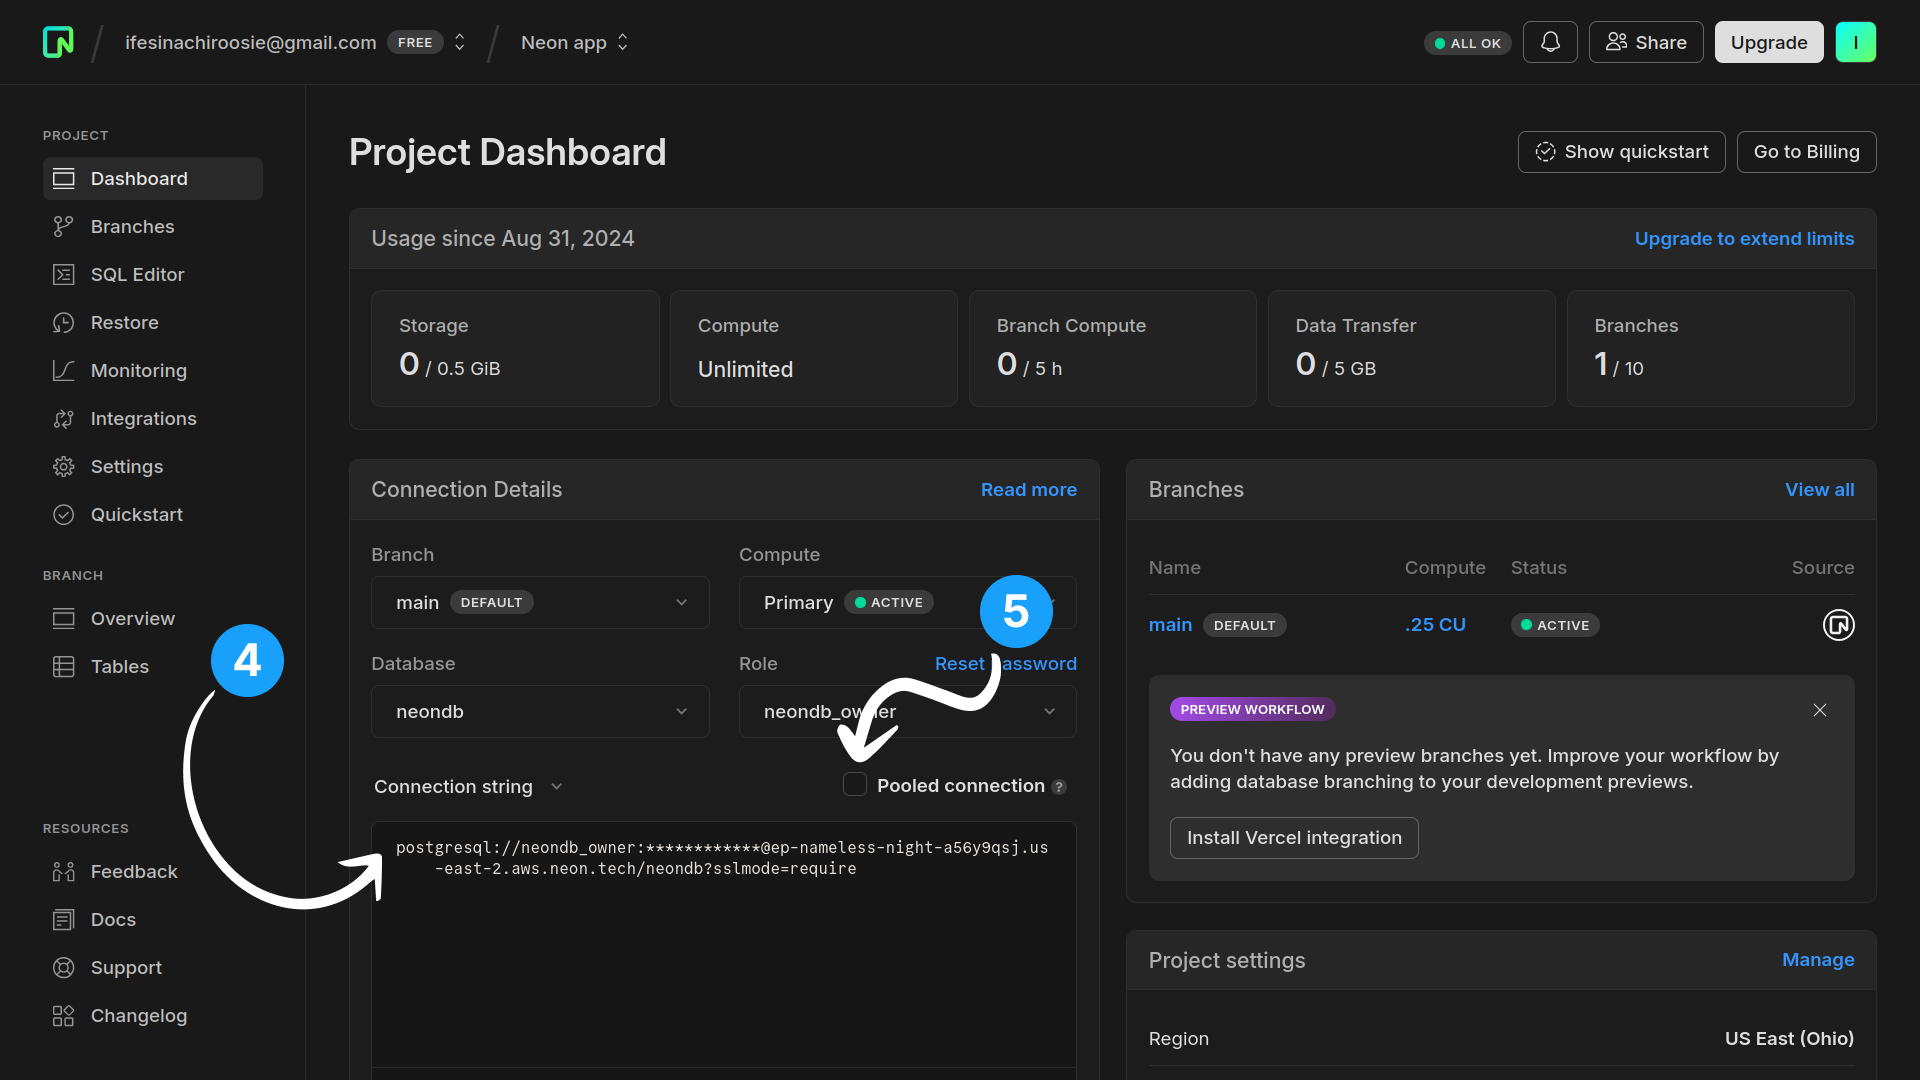 ifesinachiroosie@gmail.com FREE Neon app
ALL OK Share Upgrade I
PROJECT
Dashboard
Branches
SQL Editor
Restore
Monitoring
Integrations
Settings
Quickstart
BRANCH
Overview
Tables
4
RESOURCES
Feedback
Docs
Support
Changelog
Project Dashboard
Show quickstart Go to Billing
Usage since Aug 31, 2024 Upgrade to extend limits
Storage
0 / 0.5 GiB
Compute
Unlimited
Branch Compute
0 / 5 h
Data Transfer
0 / 5 GB
Branches
1 / 10
Connection Details Read more
Branch Compute
main DEFAULT Primary ACTIVE
5
Database Role Reset password
neondb neondb_owner
Connection string Pooled connection ?
postgresql://neondb_owner:************@ep-nameless-night-a56y9qsj.us
-east-2.aws.neon.tech/neondb?sslmode=require
Branches View all
Name Compute Status Source
main DEFAULT .25 CU ACTIVE
PREVIEW WORKFLOW
You don't have any preview branches yet. Improve your workflow by
adding database branching to your development previews.
Install Vercel integration
Project settings Manage
Region US East (Ohio)